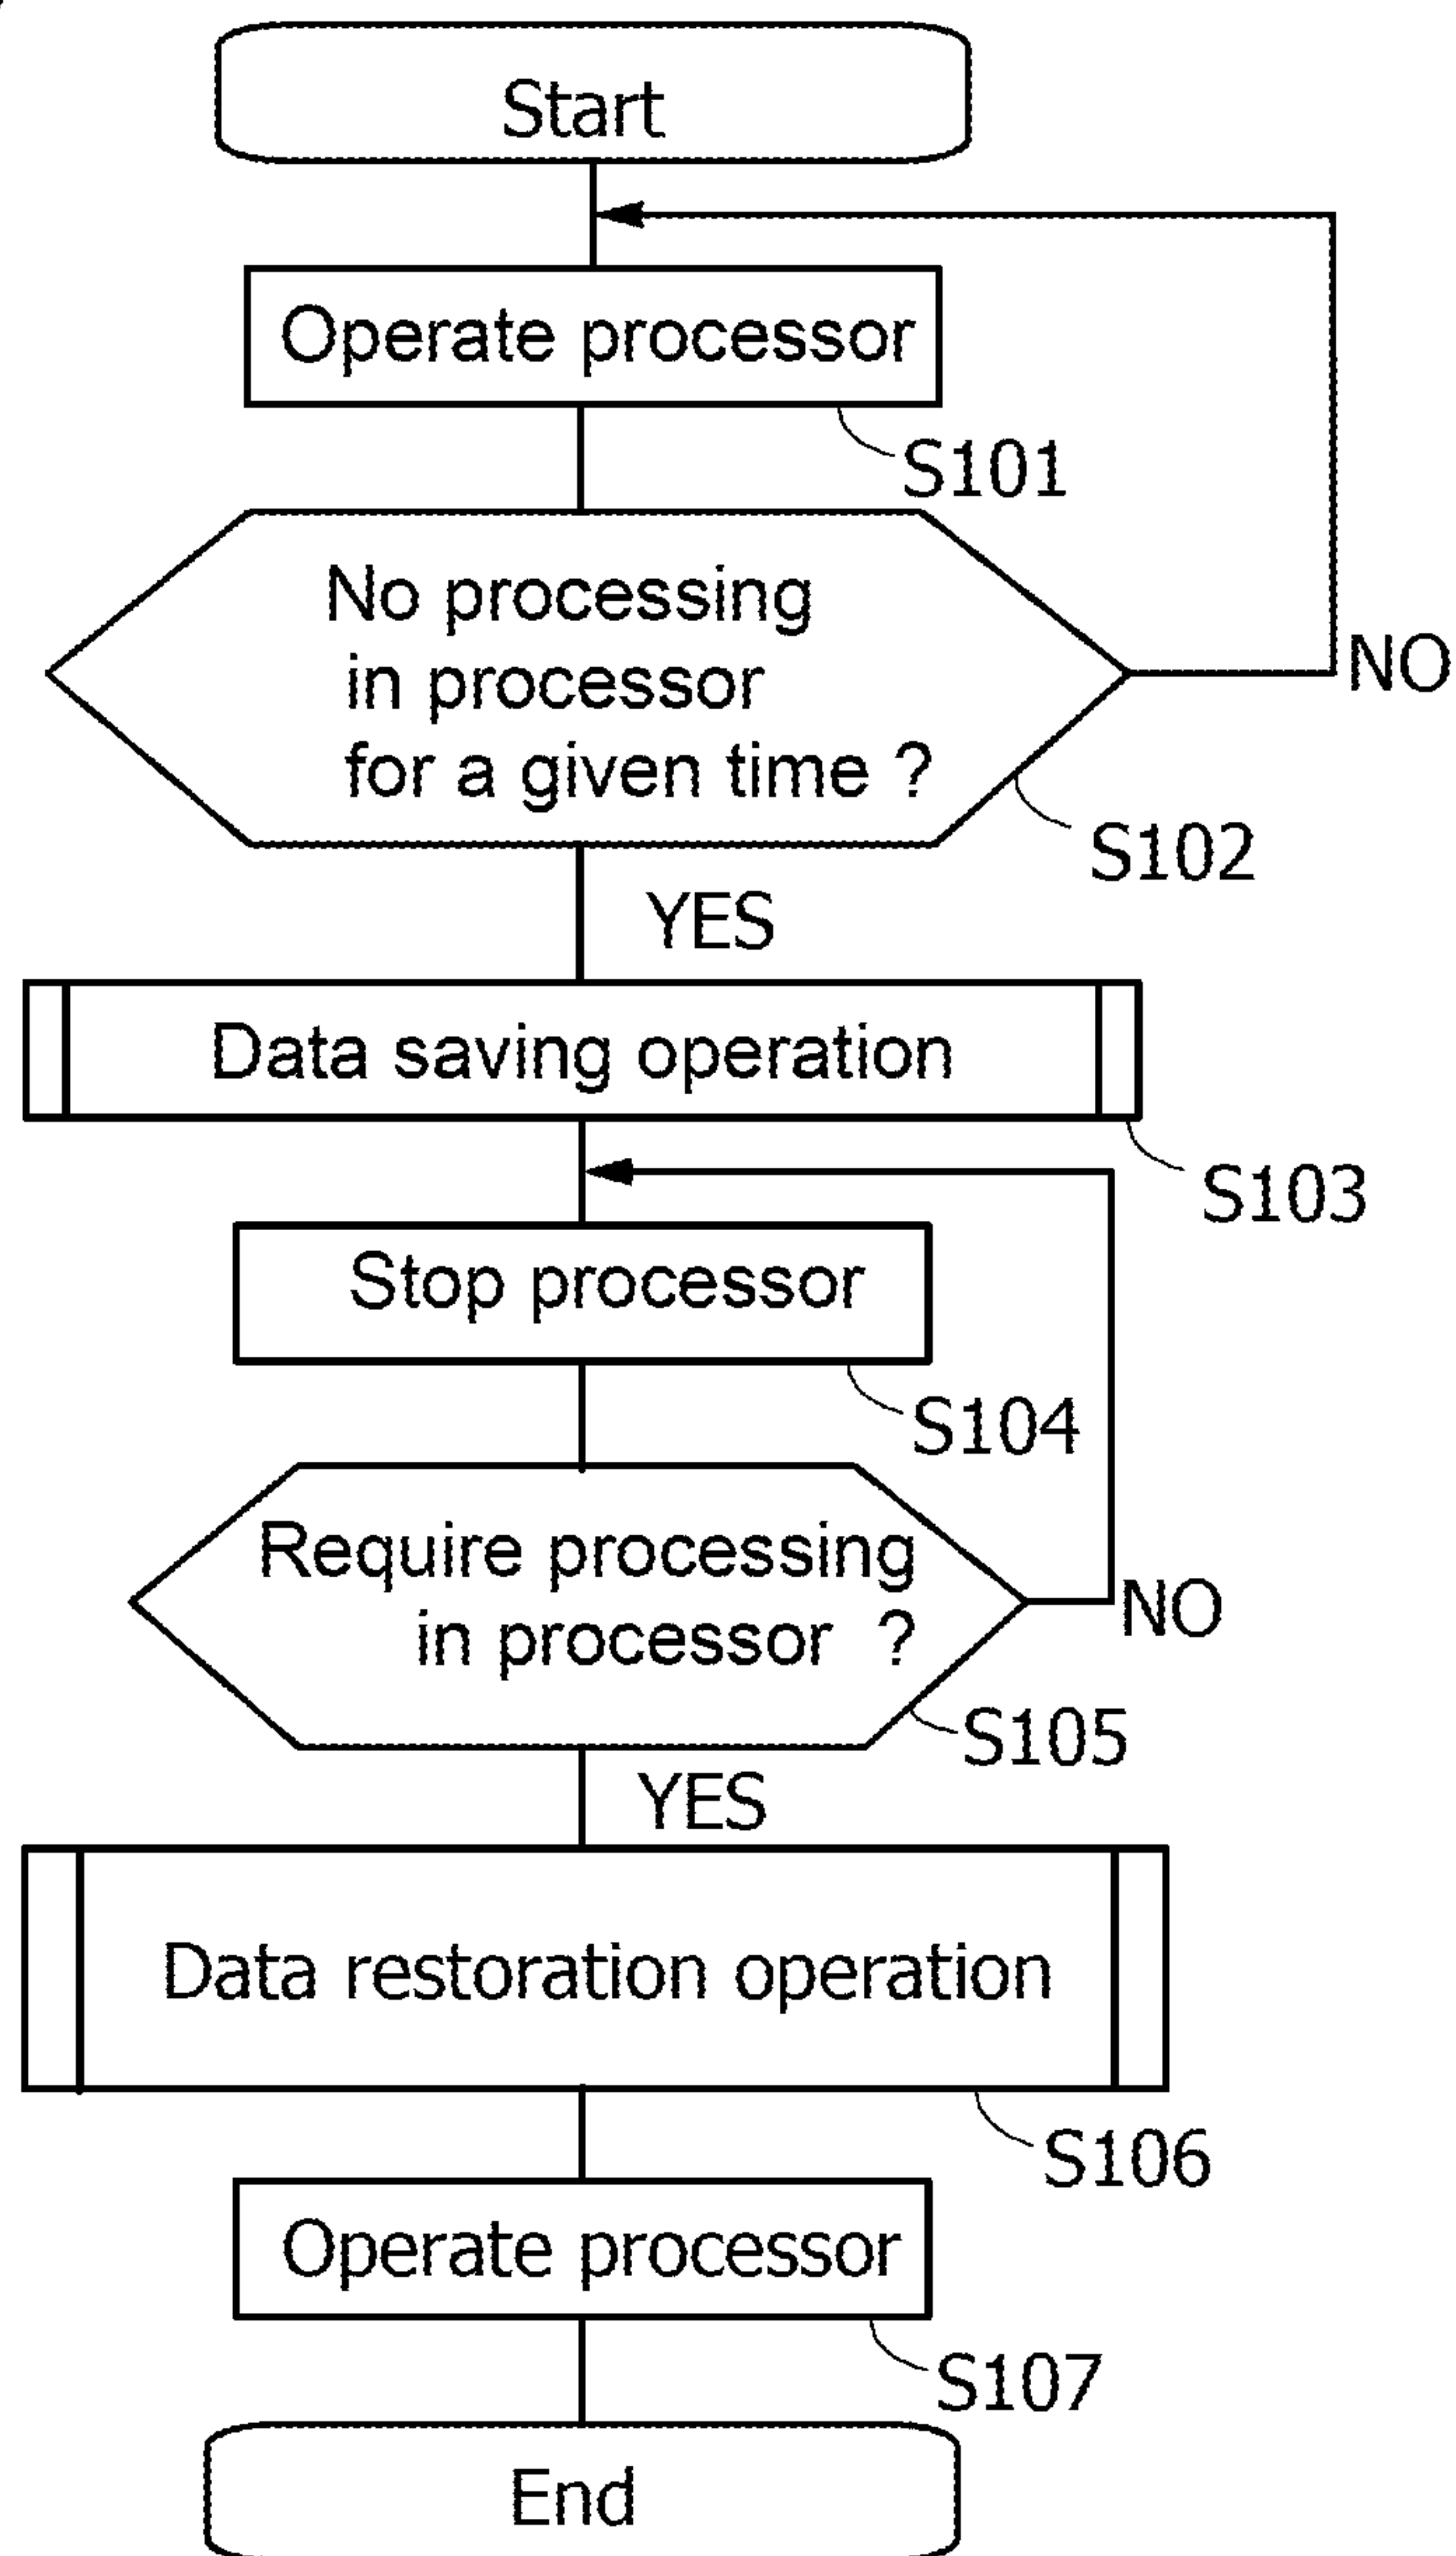 Start
Operate processor
S101
No processing
in processor
for a given time ?
NO
S102
YES
Data saving operation
S103
Stop processor
S104
Require processing
in processor ?
NO
S105
YES
Data restoration operation
S106
Operate processor
S107
End